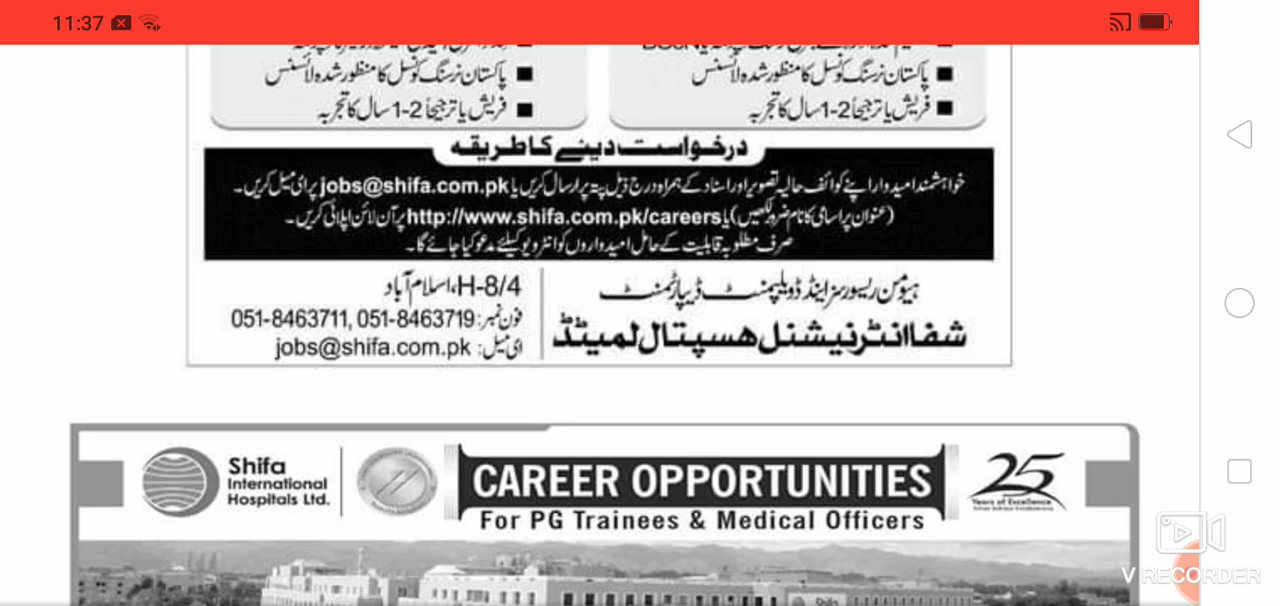 11:37
■ پاکستان نرسنگ کونسل کا منظور شدہ لائسنس
■ فریش یا ترجیحاً 2-1 سال کا تجربہ
■ پاکستان نرسنگ کونسل کا منظور شدہ لائسنس
■ فریش یا ترجیحاً 2-1 سال کا تجربہ
درخواست دینے کا طریقہ
خواہشمند امیدوار اپنے کوائف حالیہ تصویر اور اسناد کے ہمراہ درج ذیل پتہ پر ارسال کریں یا jobs@shifa.com.pk پر ای میل کریں۔
(عنوان پر اسامی کا نام ضرور لکھیں) یا http://www.shifa.com.pk/careers پر آن لائن اپلائی کریں۔
صرف مطلوبہ قابلیت کے حامل امیدواروں کو انٹرویو کیلئے مدعو کیا جائے گا۔
ہیومن ریسورسز اینڈ ڈویلپمنٹ ڈیپارٹمنٹ
شفا انٹرنیشنل ہسپتال لمیٹڈ
H-8/4، اسلام آباد
فون نمبر: 051-8463711, 051-8463719
ای میل: jobs@shifa.com.pk
Shifa
International
Hospitals Ltd.
CAREER OPPORTUNITIES
For PG Trainees & Medical Officers
25
Years of Excellence
Shifa
V RECORDER